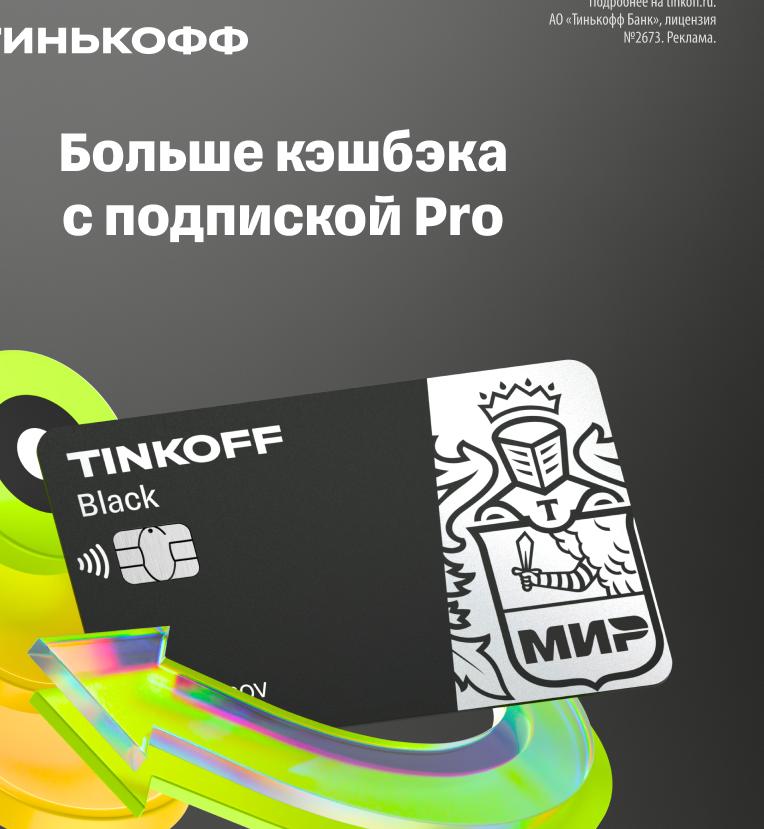 ТИНЬКОФФ
Подробнее на tinkoff.ru.
АО «Тинькофф Банк», лицензия
№2673. Реклама.
Больше кэшбэка
с подпиской Pro
TINKOFF
Black
T
МИР